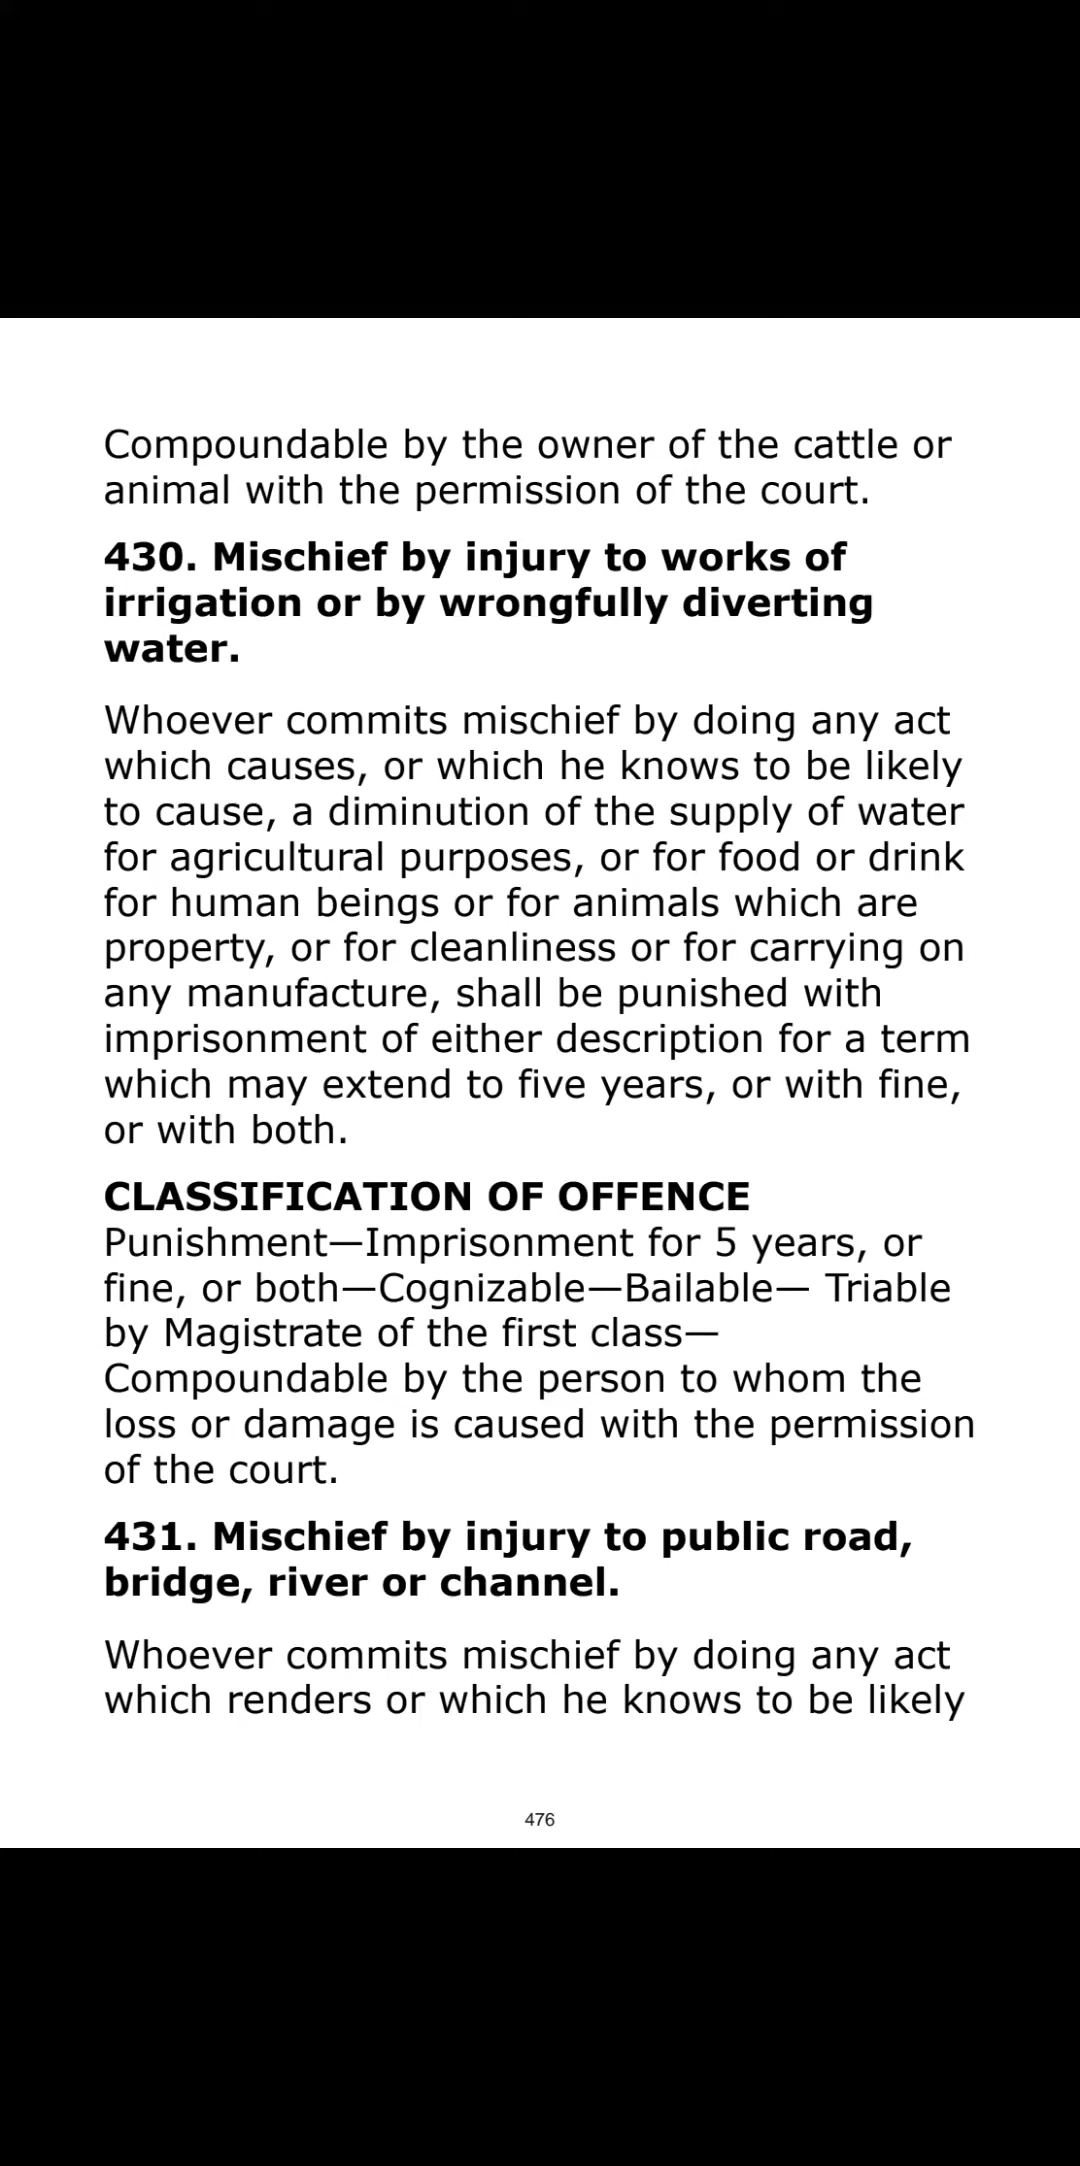 Compoundable by the owner of the cattle or
animal with the permission of the court.
430. Mischief by injury to works of
irrigation or by wrongfully diverting
water.
Whoever commits mischief by doing any act
which causes, or which he knows to be likely
to cause, a diminution of the supply of water
for agricultural purposes, or for food or drink
for human beings or for animals which are
property, or for cleanliness or for carrying on
any manufacture, shall be punished with
imprisonment of either description for a term
which may extend to five years, or with fine,
or with both.
CLASSIFICATION OF OFFENCE
Punishment—Imprisonment for 5 years, or
fine, or both—Cognizable—Bailable— Triable
by Magistrate of the first class—
Compoundable by the person to whom the
loss or damage is caused with the permission
of the court.
431. Mischief by injury to public road,
bridge, river or channel.
Whoever commits mischief by doing any act
which renders or which he knows to be likely
476